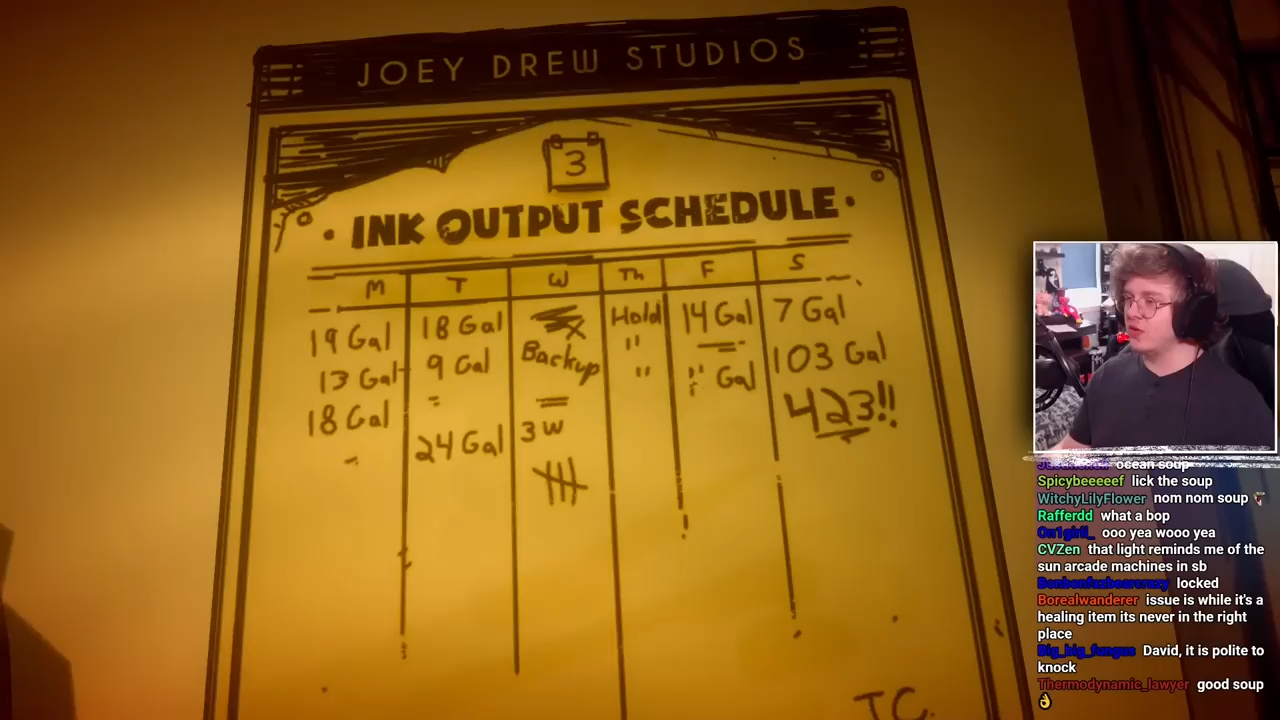 JOEY DREW STUDIOS
3
INK OUTPUT SCHEDULE
M T W Th F S
19 Gal 18 Gal Hold 14 Gal 7 Gal
13 Gal 9 Gal Backup " 103 Gal
18 Gal " " Gal 423!!
24 Gal 3 W
T.C.
ocean soup
Spicybeeeeef lick the soup
WitchyLilyFlower nom nom soup
Rafferdd what a bop
ooo yea wooo yea
CVZen that light reminds me of the
sun arcade machines in sb
locked
Borealwanderer issue is while it's a
healing item its never in the right
place
Big_big_fungus David, it is polite to
knock
Thermodynamic_lawyer good soup
👌